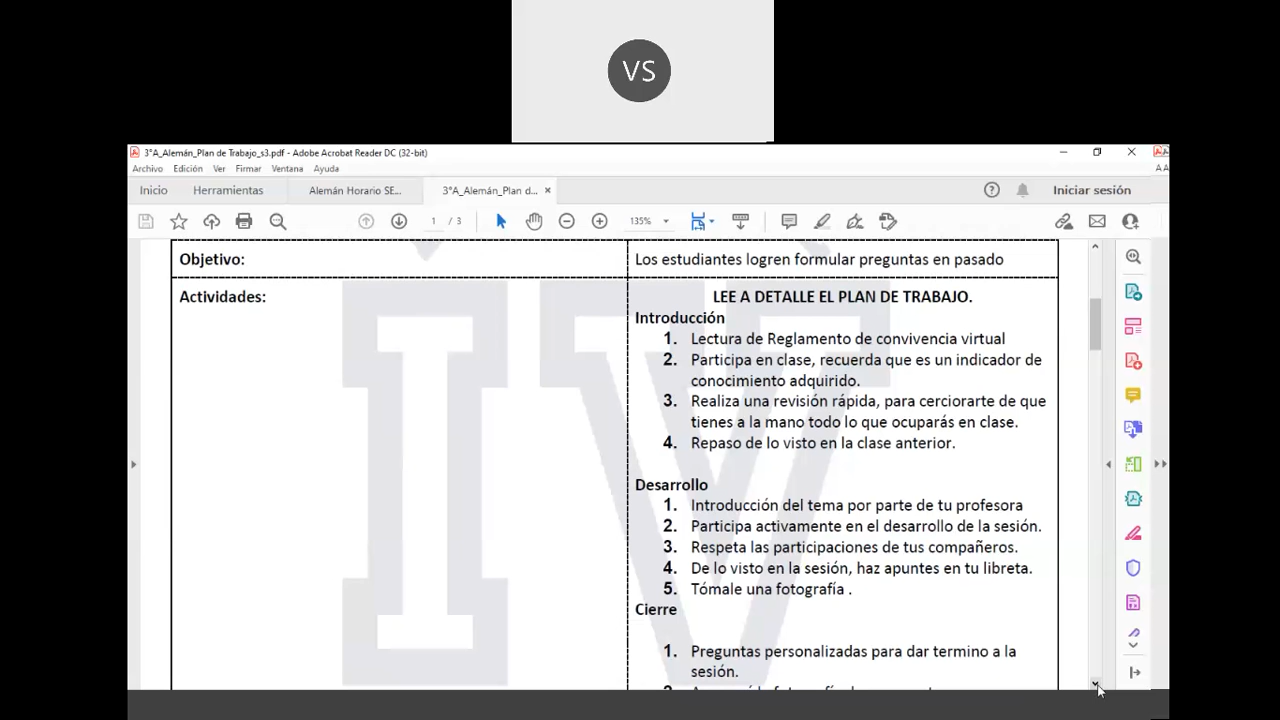 VS
3°A_Alemán_Plan de Trabajo_s3.pdf - Adobe Acrobat Reader DC (32-bit)
Archivo Edición Ver Firmar Ventana Ayuda
Inicio Herramientas Alemán Horario SE... 3°A_Alemán_Plan d... × Iniciar sesión
1 / 3 135%
Objetivo: Los estudiantes logren formular preguntas en pasado
Actividades: LEE A DETALLE EL PLAN DE TRABAJO.
Introducción
1. Lectura de Reglamento de convivencia virtual
2. Participa en clase, recuerda que es un indicador de
conocimiento adquirido.
3. Realiza una revisión rápida, para cerciorarte de que
tienes a la mano todo lo que ocuparás en clase.
4. Repaso de lo visto en la clase anterior.
Desarrollo
1. Introducción del tema por parte de tu profesora
2. Participa activamente en el desarrollo de la sesión.
3. Respeta las participaciones de tus compañeros.
4. De lo visto en la sesión, haz apuntes en tu libreta.
5. Tómale una fotografía .
Cierre
1. Preguntas personalizadas para dar termino a la
sesión.
IV